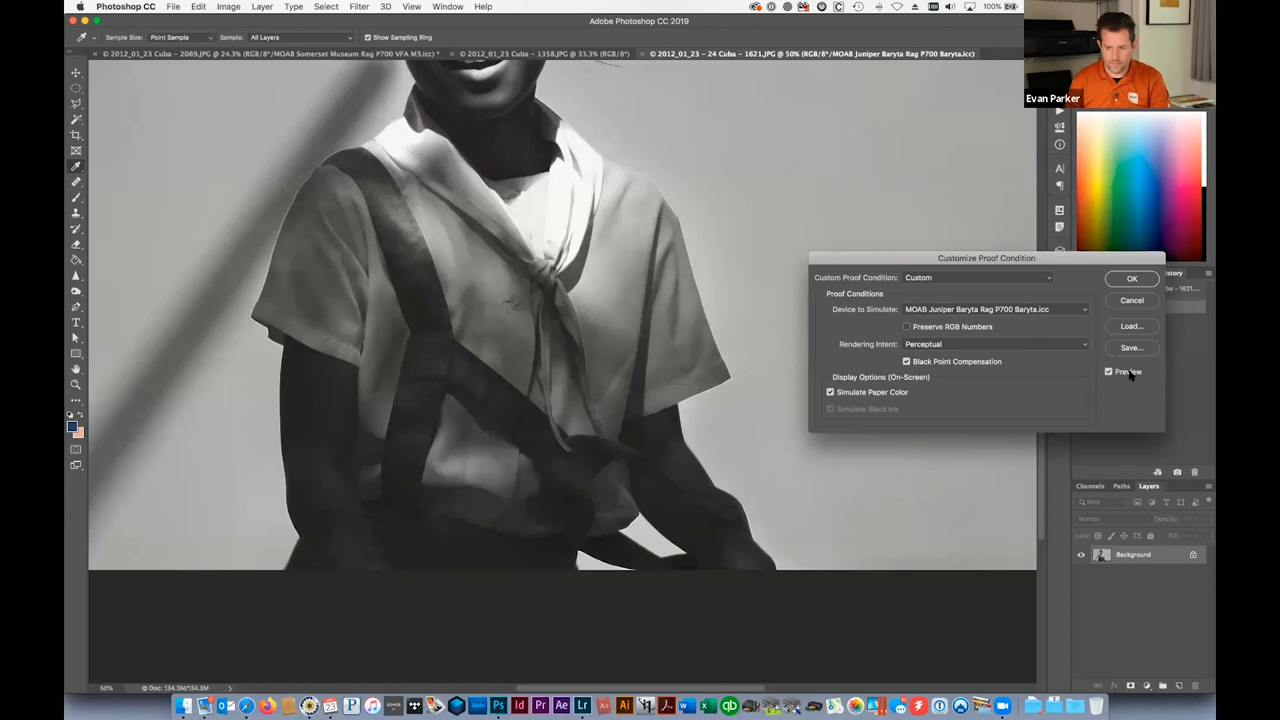 Photoshop CC File Edit Image Layer Type Select Filter 3D View Window Help 100%
Adobe Photoshop CC 2019
Sample Size: Point Sample Sample: All Layers Show Sampling Ring
© 2012_01_23 Cuba - 2089.JPG @ 24.3% (RGB/8*/MOAB Somerset Museum Rag P700 VFA M3.icc) *
© 2012_01_23 Cuba - 1358.JPG @ 33.3% (RGB/8*)
© 2012_01_23 - 24 Cuba - 1621.JPG @ 50% (RGB/8*/MOAB Juniper Baryta Rag P700 Baryta.icc)
Evan Parker
Customize Proof Condition
Custom Proof Condition: Custom
OK
Proof Conditions
Cancel
Device to Simulate: MOAB Juniper Baryta Rag P700 Baryta.icc
Preserve RGB Numbers
Load...
Rendering Intent: Perceptual
Save...
Black Point Compensation
Preview
Display Options (On-Screen)
Simulate Paper Color
Simulate Black Ink
Channels Paths Layers
Kind
Normal Opacity:
Lock: Fill:
Background
50% Doc: 134.3M/134.3M